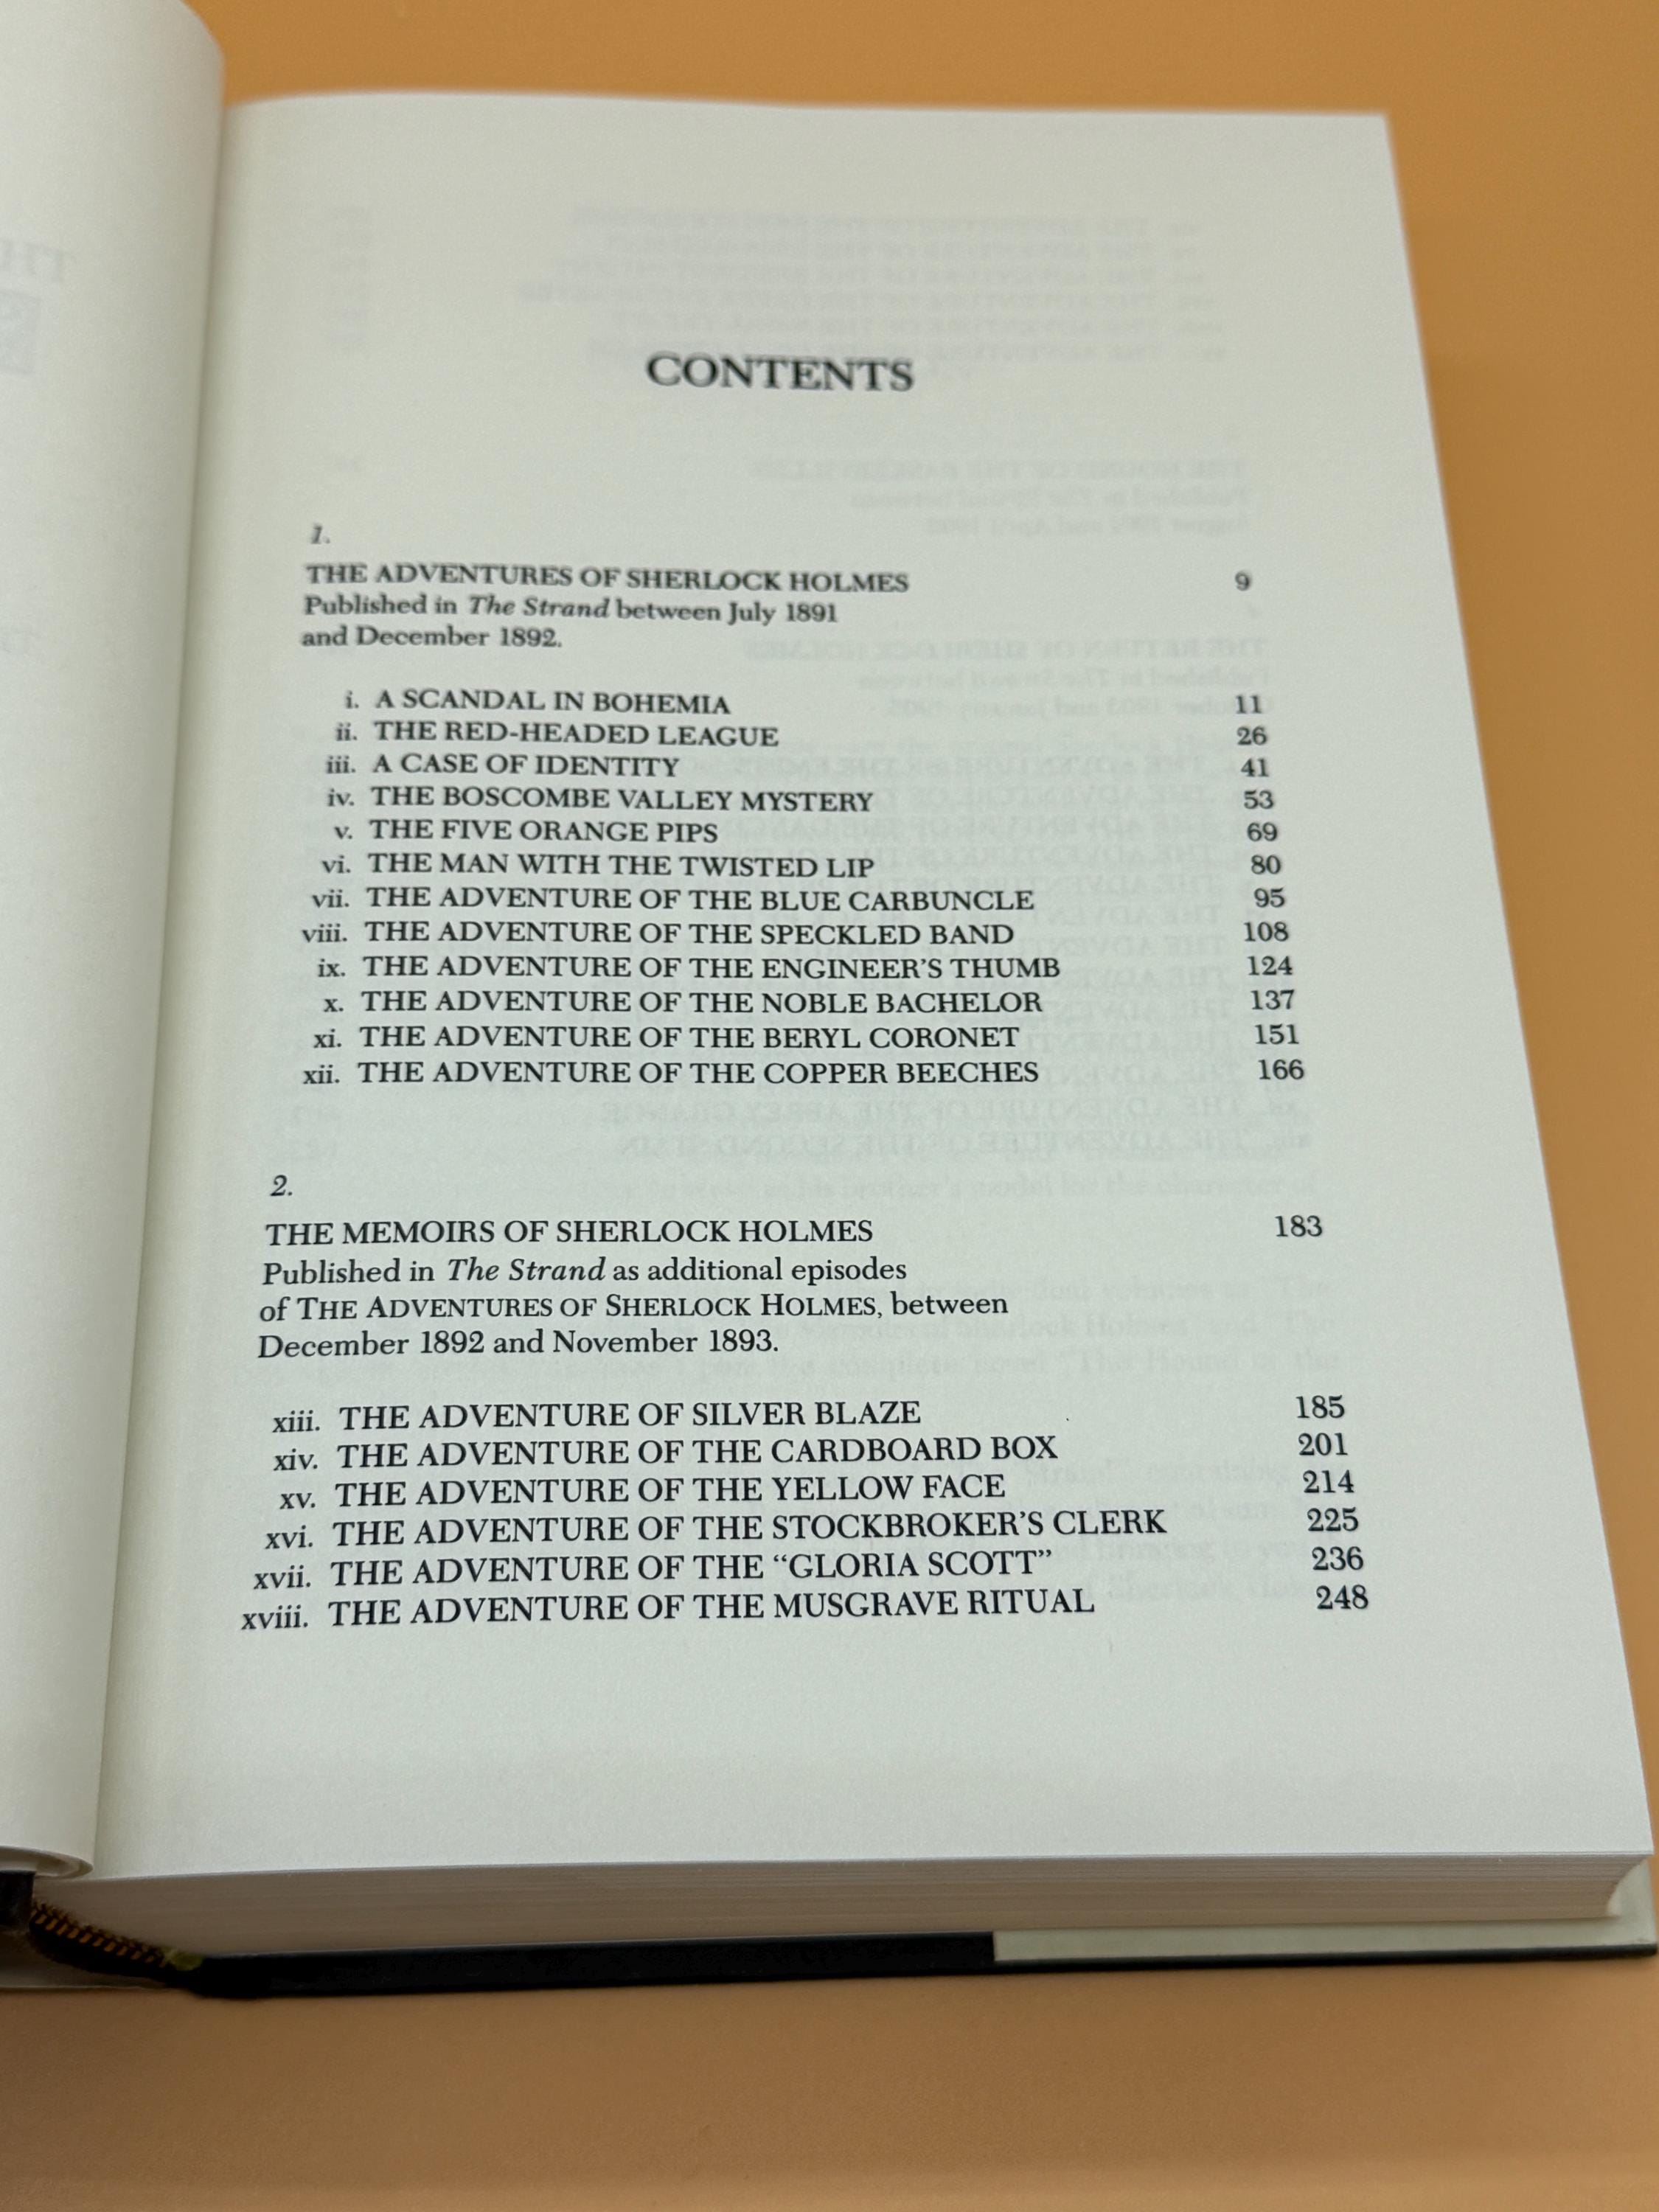 CONTENTS
1.
THE ADVENTURES OF SHERLOCK HOLMES 9
Published in The Strand between July 1891
and December 1892.
i. A SCANDAL IN BOHEMIA 11
ii. THE RED-HEADED LEAGUE 26
iii. A CASE OF IDENTITY 41
iv. THE BOSCOMBE VALLEY MYSTERY 53
v. THE FIVE ORANGE PIPS 69
vi. THE MAN WITH THE TWISTED LIP 80
vii. THE ADVENTURE OF THE BLUE CARBUNCLE 95
viii. THE ADVENTURE OF THE SPECKLED BAND 108
ix. THE ADVENTURE OF THE ENGINEER'S THUMB 124
x. THE ADVENTURE OF THE NOBLE BACHELOR 137
xi. THE ADVENTURE OF THE BERYL CORONET 151
xii. THE ADVENTURE OF THE COPPER BEECHES 166
2.
THE MEMOIRS OF SHERLOCK HOLMES 183
Published in The Strand as additional episodes
of THE ADVENTURES OF SHERLOCK HOLMES, between
December 1892 and November 1893.
xiii. THE ADVENTURE OF SILVER BLAZE 185
xiv. THE ADVENTURE OF THE CARDBOARD BOX 201
xv. THE ADVENTURE OF THE YELLOW FACE 214
xvi. THE ADVENTURE OF THE STOCKBROKER'S CLERK 225
xvii. THE ADVENTURE OF THE “GLORIA SCOTT” 236
xviii. THE ADVENTURE OF THE MUSGRAVE RITUAL 248